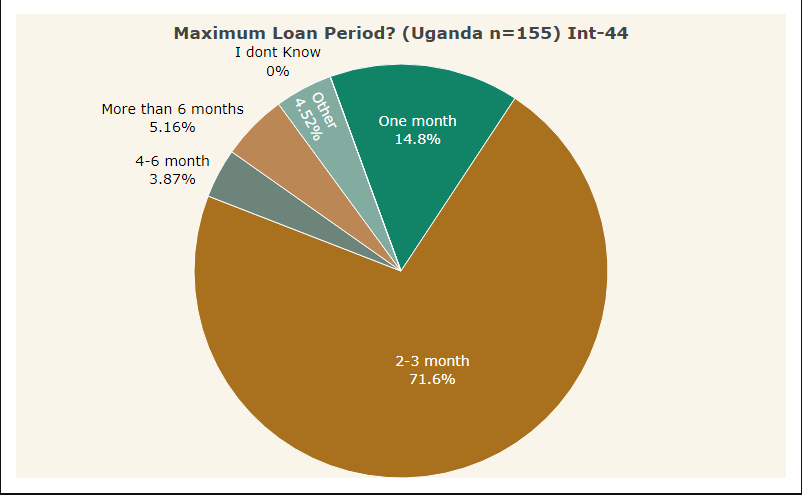 Maximum Loan Period? (Uganda n=155) Int-44
I dont Know
0%
More than 6 months
5.16%
Other
4.52%
One month
14.8%
4-6 month
3.87%
2-3 month
71.6%